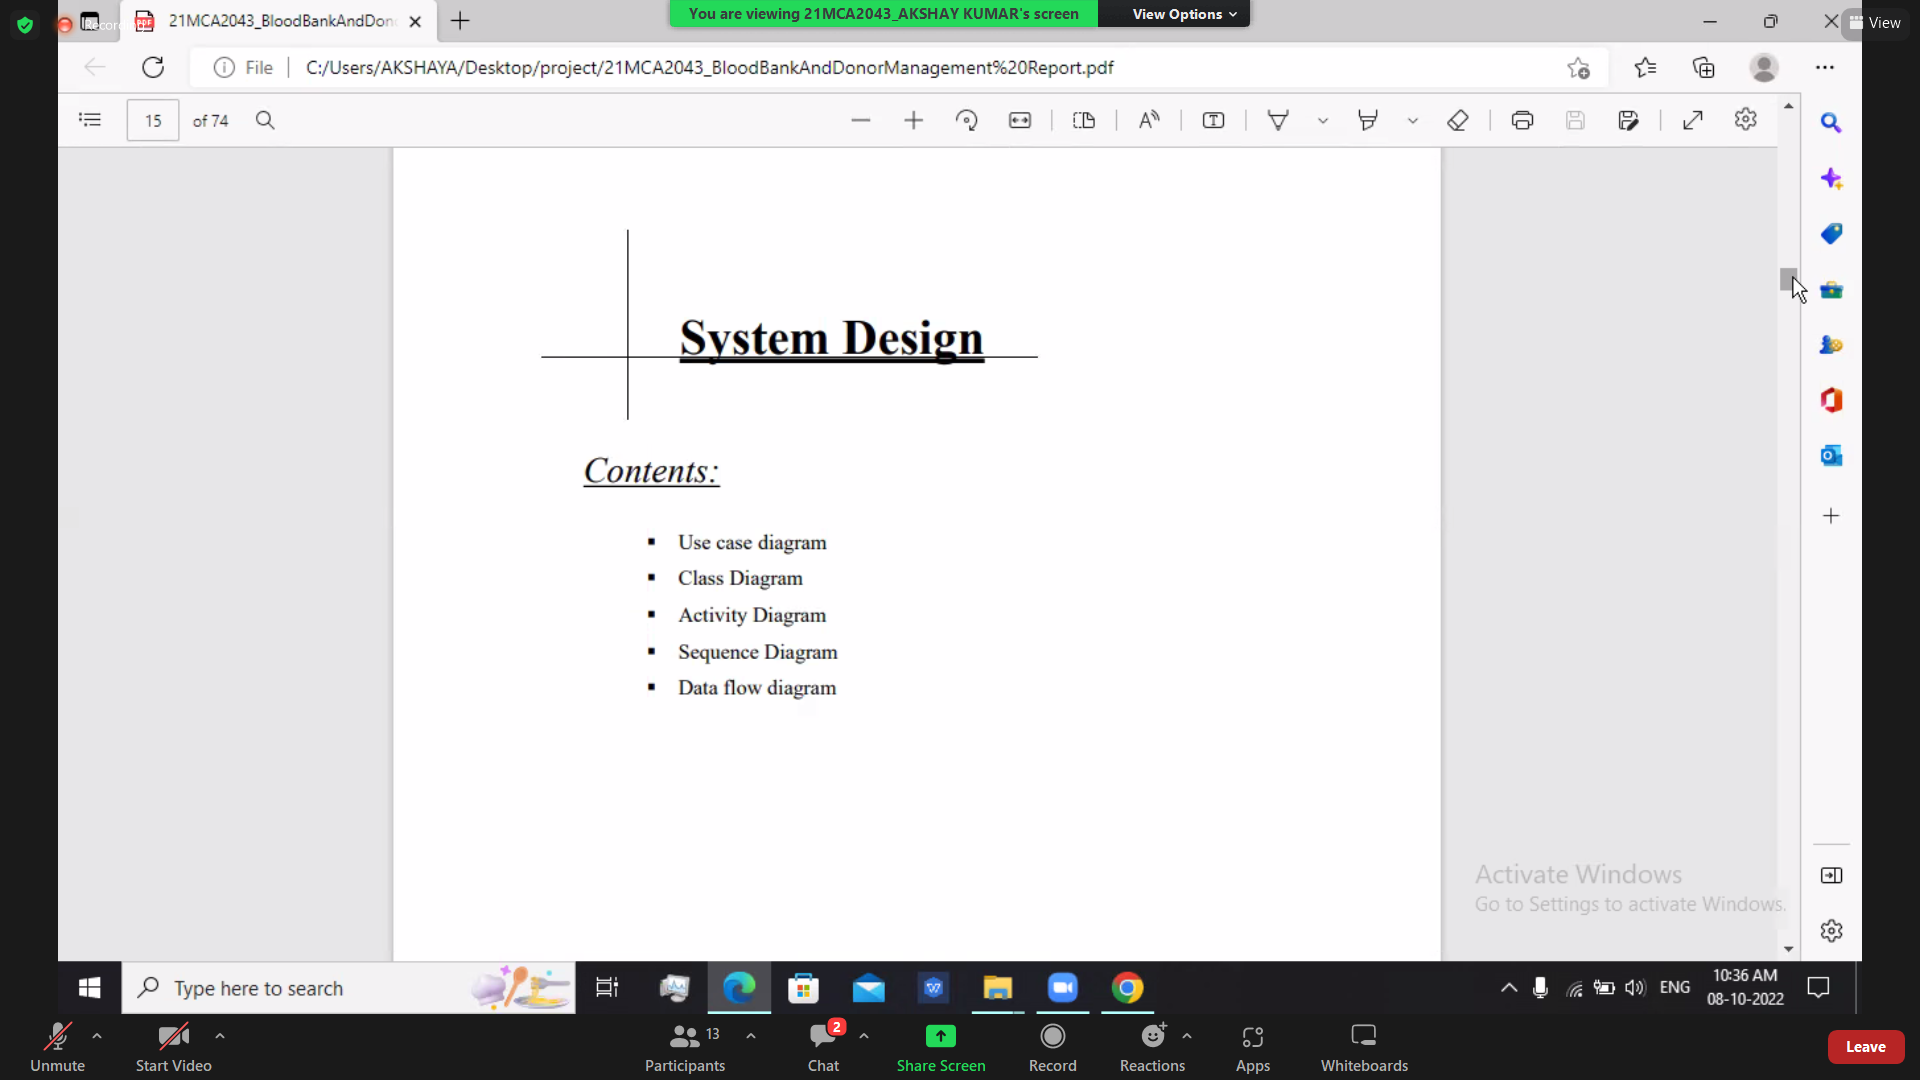 21MCA2043_BloodBankAndDon
You are viewing 21MCA2043_AKSHAY KUMAR's screen
View Options
View
File
C:/Users/AKSHAYA/Desktop/project/21MCA2043_BloodBankAndDonorManagement%20Report.pdf
15 of 74
System Design
Contents:
▪ Use case diagram
▪ Class Diagram
▪ Activity Diagram
▪ Sequence Diagram
▪ Data flow diagram
Activate Windows
Go to Settings to activate Windows.
Type here to search
ENG
10:36 AM
08-10-2022
13
2
Unmute
Start Video
Participants
Chat
Share Screen
Record
Reactions
Apps
Whiteboards
Leave